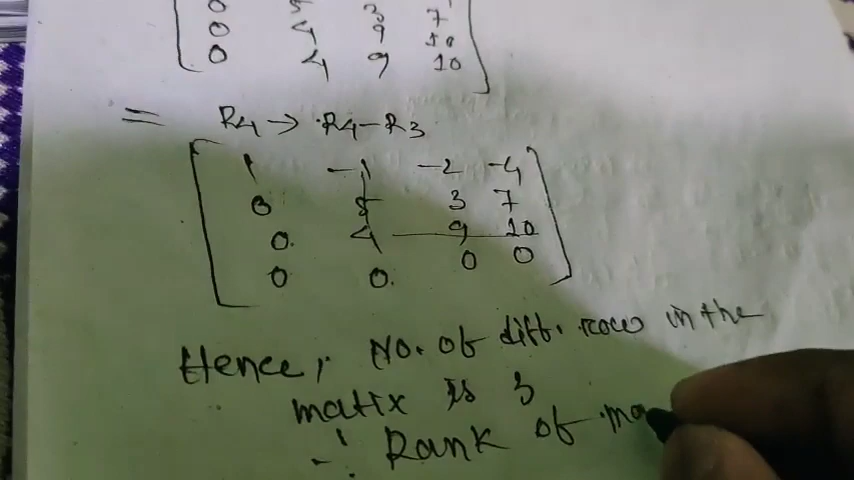 0 5 3 7
0 4 9 10
0 4 9 10
= R4 → R4-R3
1 -1 -2 -4
0 5 3 7
0 4 9 10
0 0 0 0
Hence, No. of diff. row in the
matix is 3
∴ Rank of ma